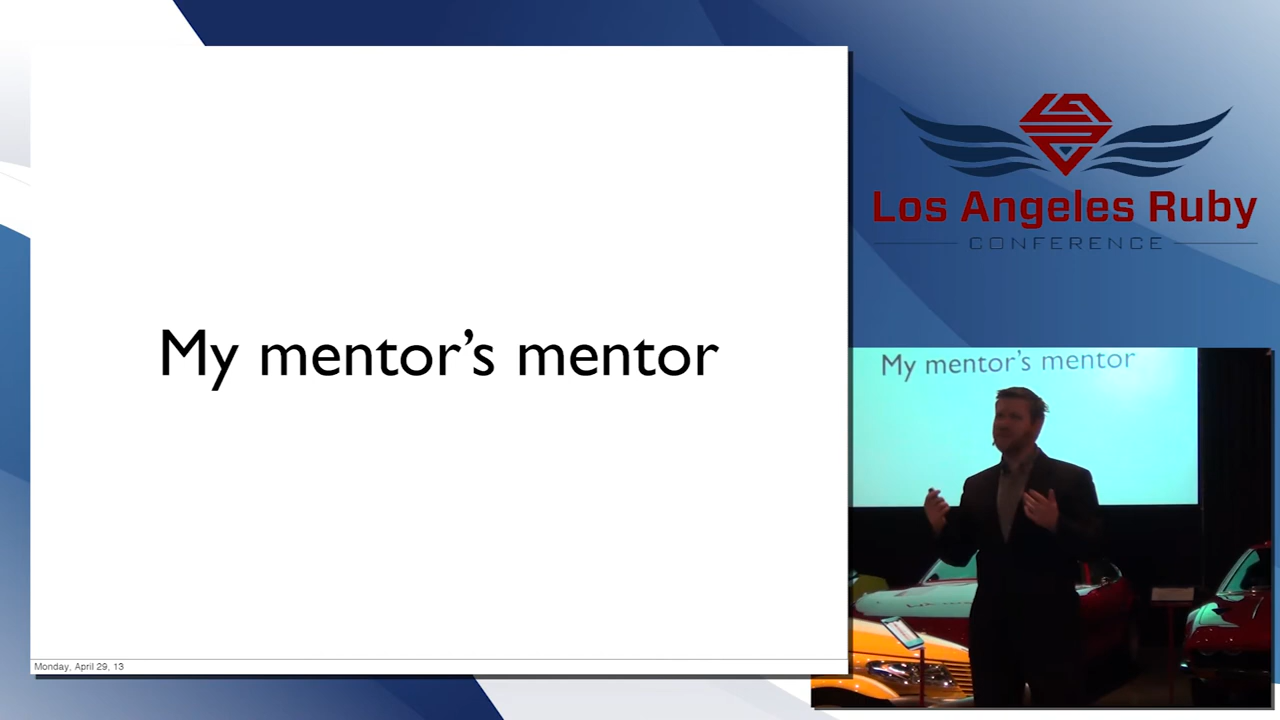 My mentor's mentor
Monday, April 29, 13
Los Angeles Ruby
CONFERENCE
My mentor's mentor